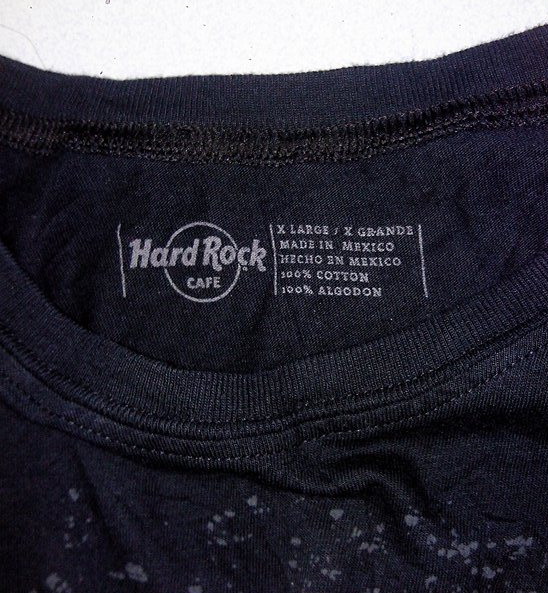 Hard Rock
CAFE
X LARGE / X GRANDE
MADE IN MEXICO
HECHO EN MEXICO
100% COTTON
100% ALGODON